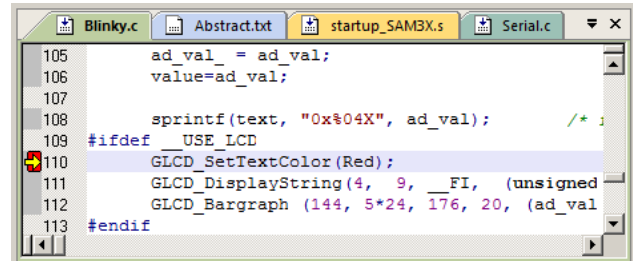 Blinky.c Abstract.txt startup_SAM3X.s Serial.c
105 ad_val_ = ad_val;
106 value=ad_val;
107
108 sprintf(text, "0x%04X", ad_val); /*
109 #ifdef __USE_LCD
110 GLCD_SetTextColor(Red);
111 GLCD_DisplayString(4, 9, __FI, (unsigned
112 GLCD_Bargraph (144, 5*24, 176, 20, (ad_val
113 #endif